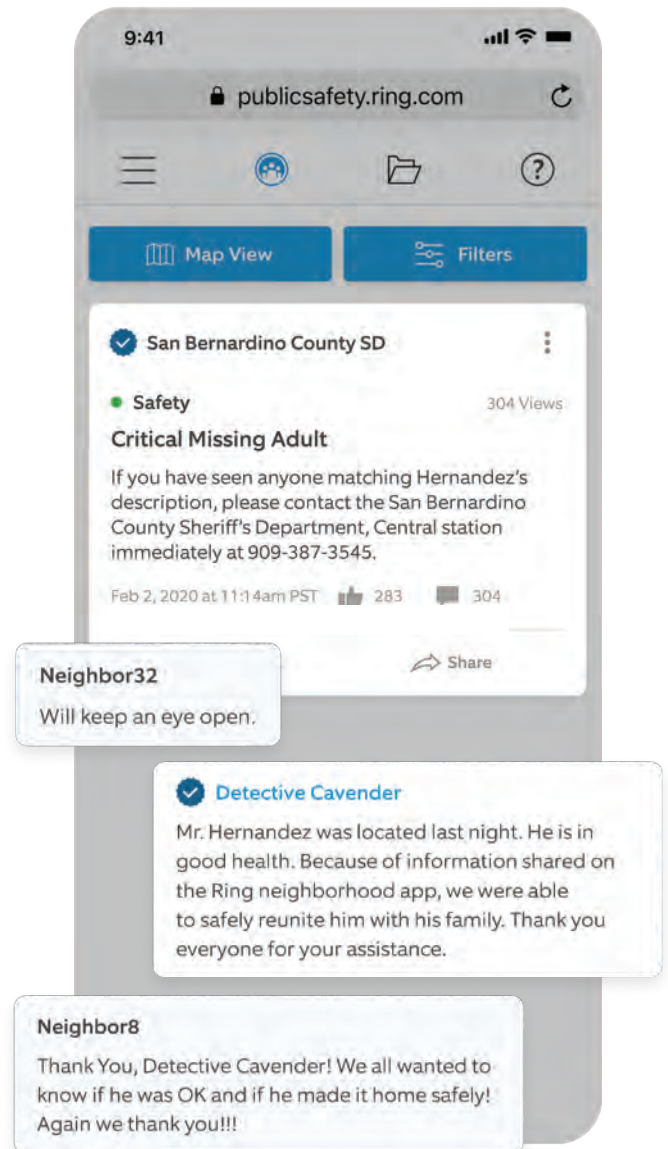 9:41
publicsafety.ring.com
?
Map View
Filters
San Bernardino County SD
Safety
304 Views
Critical Missing Adult
If you have seen anyone matching Hernandez's
description, please contact the San Bernardino
County Sheriff's Department, Central station
immediately at 909-387-3545.
Feb 2, 2020 at 11:14am PST 283 304
Share
Neighbor32
Will keep an eye open.
Detective Cavender
Mr. Hernandez was located last night. He is in
good health. Because of information shared on
the Ring neighborhood app, we were able
to safely reunite him with his family. Thank you
everyone for your assistance.
Neighbor8
Thank You, Detective Cavender! We all wanted to
know if he was OK and if he made it home safely!
Again we thank you!!!